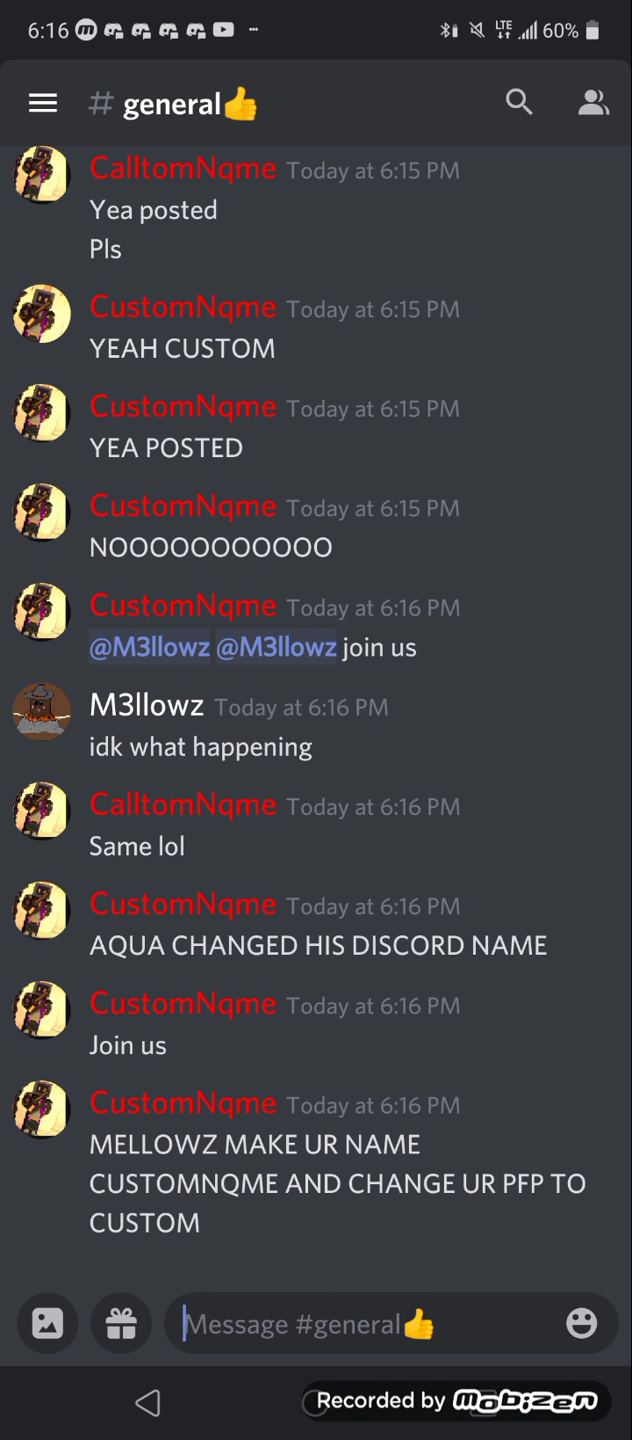 6:16
LTE
60%
# general👍
CalltomNqme Today at 6:15 PM
Yea posted
Pls
CustomNqme Today at 6:15 PM
YEAH CUSTOM
CustomNqme Today at 6:15 PM
YEA POSTED
CustomNqme Today at 6:15 PM
NOOOOOOOOOOO
CustomNqme Today at 6:16 PM
@M3llowz @M3llowz join us
M3llowz Today at 6:16 PM
idk what happening
CalltomNqme Today at 6:16 PM
Same lol
CustomNqme Today at 6:16 PM
AQUA CHANGED HIS DISCORD NAME
CustomNqme Today at 6:16 PM
Join us
CustomNqme Today at 6:16 PM
MELLOWZ MAKE UR NAME
CUSTOMNQME AND CHANGE UR PFP TO
CUSTOM
Message #general👍
Recorded by mobizen